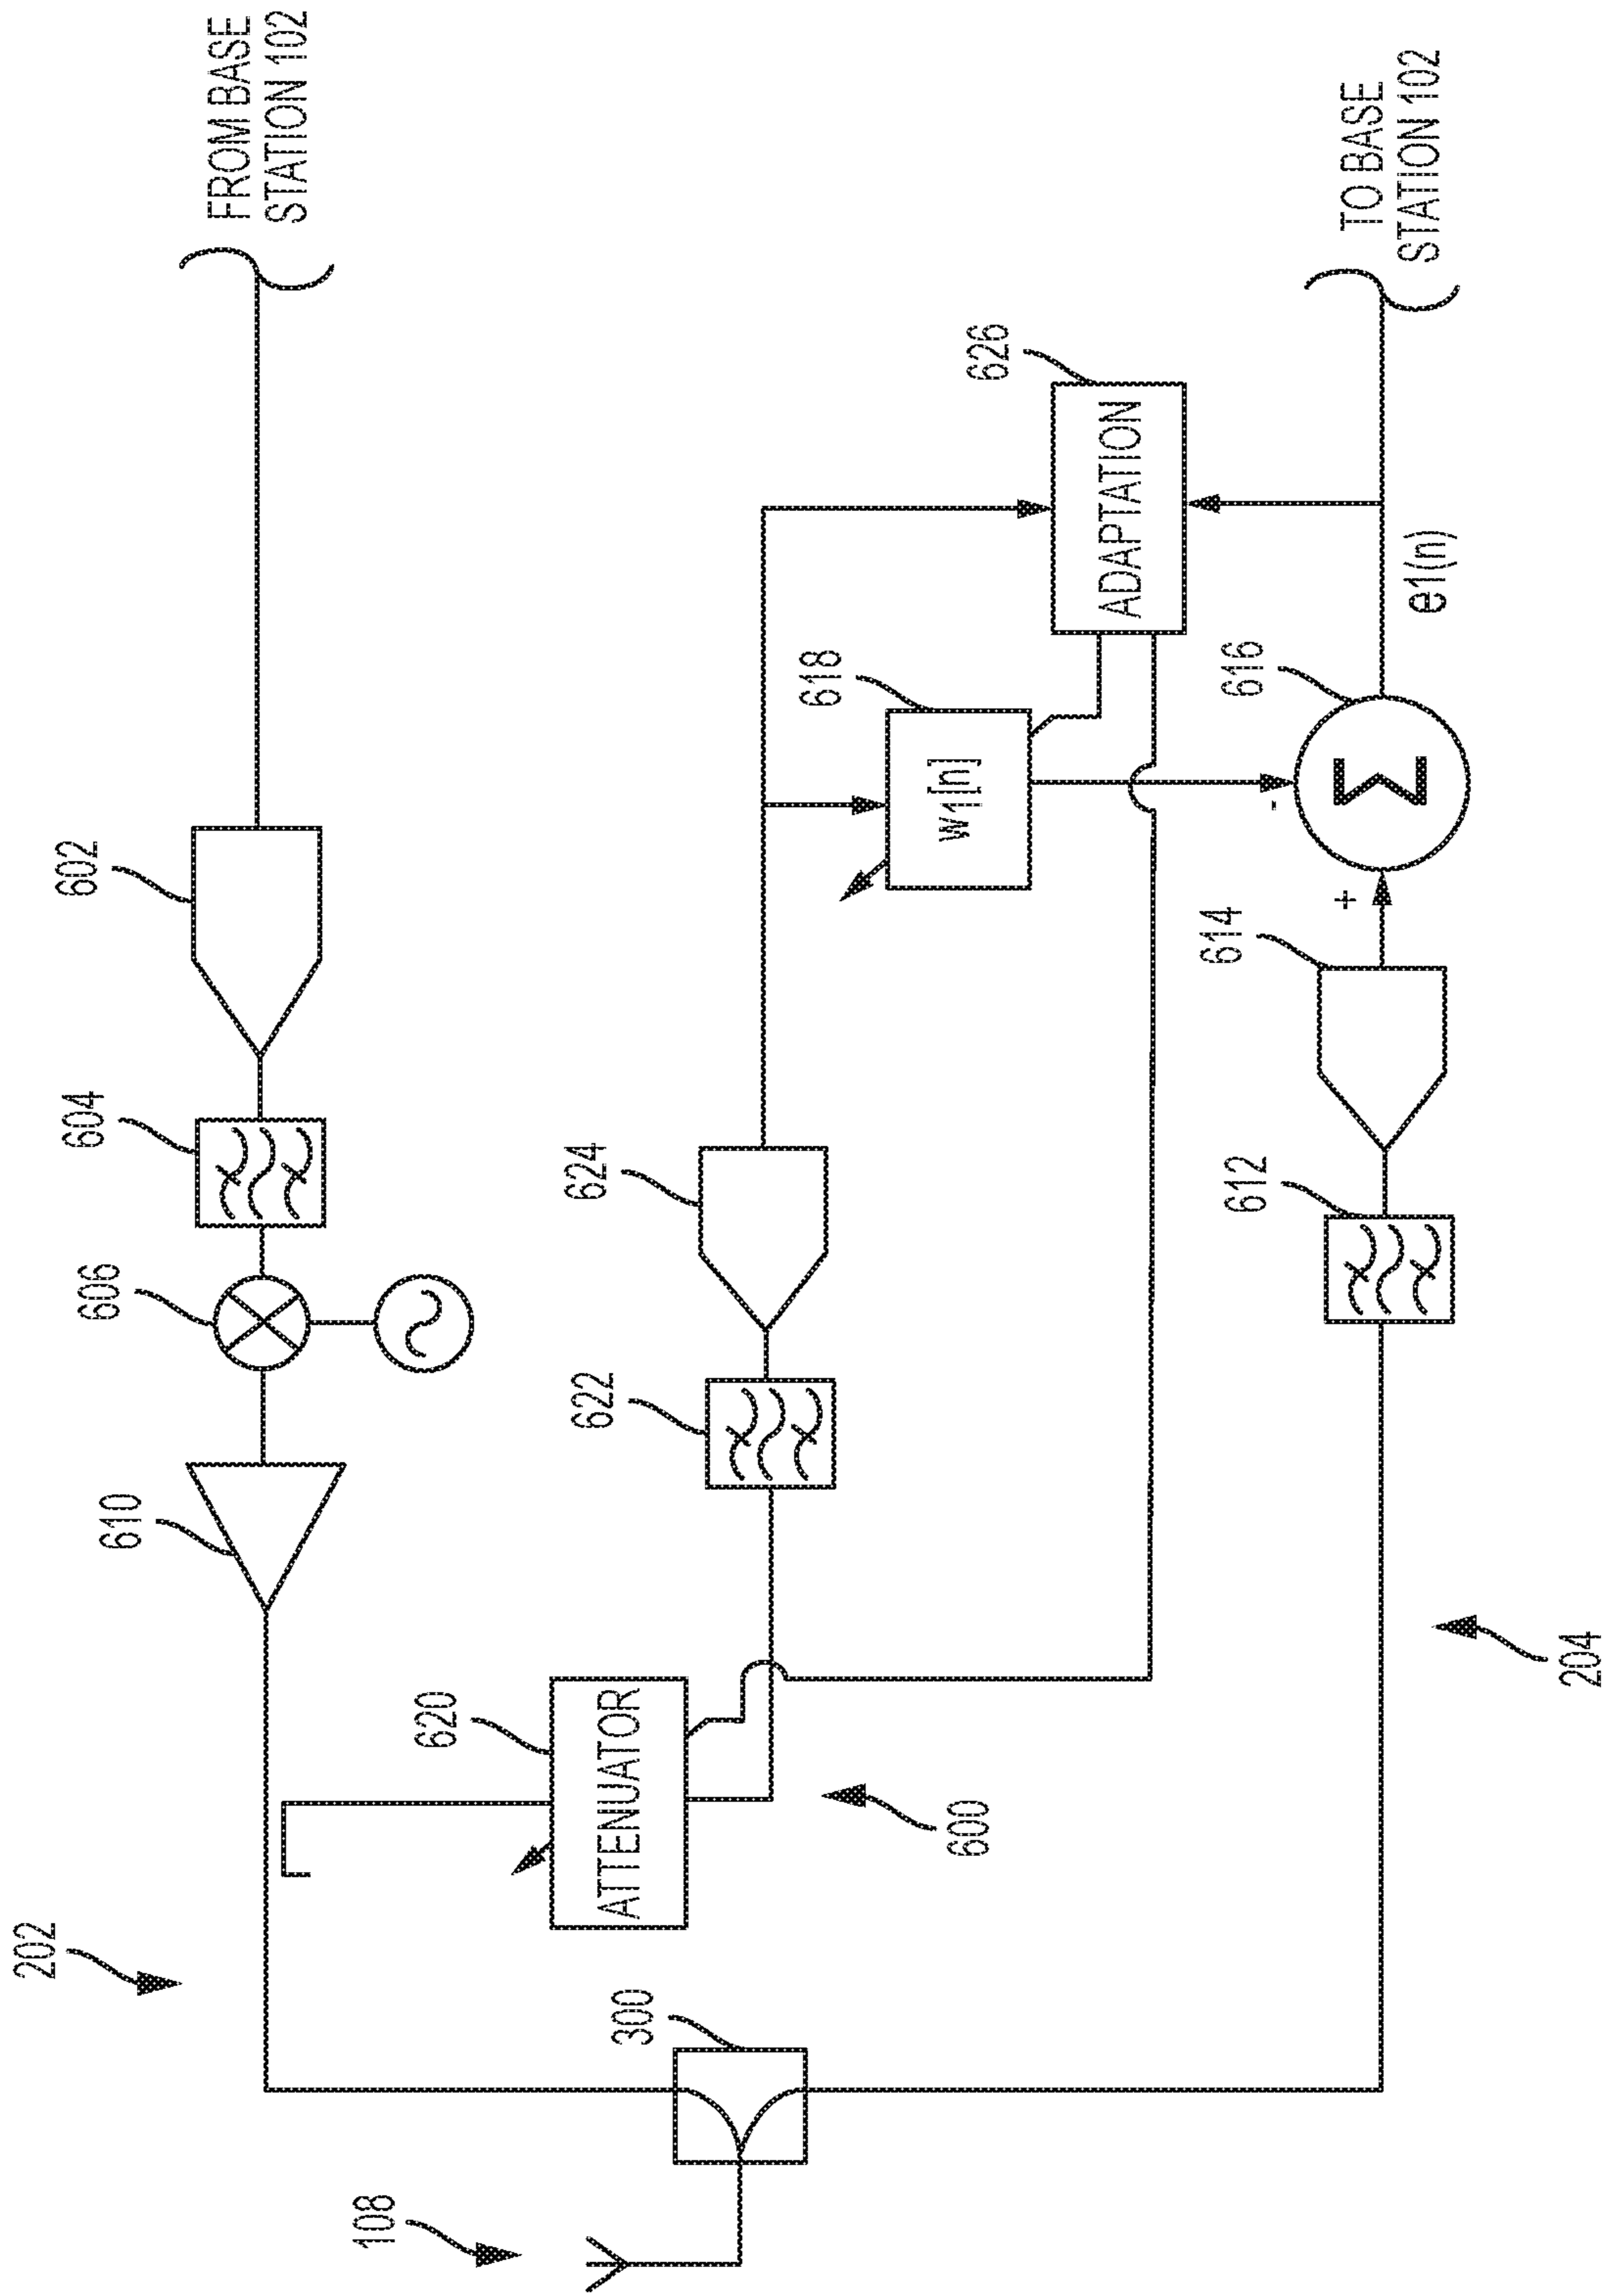 FROM BASE
STATION 102
602
604
606
610
202
626
ADAPTATION
618
w1[n]
624
622
620
ATTENUATOR
600
300
108
TO BASE
STATION 102
e1(n)
616
Σ
-
+
614
612
204